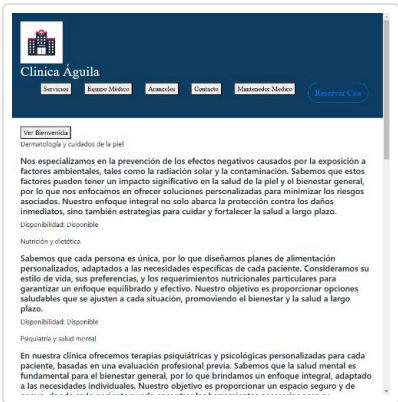 Clinica Águila
Servicios Equipo Médico Aranceles Contacto Mantenedor Medico Reservar Cita
Ver Bienvenida
Dermatología y cuidados de la piel
Nos especializamos en la prevención de los efectos negativos causados por la exposición a
factores ambientales, tales como la radiación solar y la contaminación. Sabemos que estos
factores pueden tener un impacto significativo en la salud de la piel y el bienestar general,
por lo que nos enfocamos en ofrecer soluciones personalizadas para minimizar los riesgos
asociados. Nuestro enfoque integral no solo abarca la protección contra los daños
inmediatos, sino también estrategias para cuidar y fortalecer la salud a largo plazo.
Disponibilidad: Disponible
Nutrición y dietética
Sabemos que cada persona es única, por lo que diseñamos planes de alimentación
personalizados, adaptados a las necesidades específicas de cada paciente. Consideramos su
estilo de vida, sus preferencias, y los requerimientos nutricionales particulares para
garantizar un enfoque equilibrado y efectivo. Nuestro objetivo es proporcionar opciones
saludables que se ajusten a cada situación, promoviendo el bienestar y la salud a largo
plazo.
Disponibilidad: Disponible
Psiquiatría y salud mental
En nuestra clínica ofrecemos terapias psiquiátricas y psicológicas personalizadas para cada
paciente, basadas en una evaluación profesional previa. Sabemos que la salud mental es
fundamental para el bienestar general, por lo que brindamos un enfoque integral, adaptado
a las necesidades individuales. Nuestro objetivo es proporcionar un espacio seguro y de